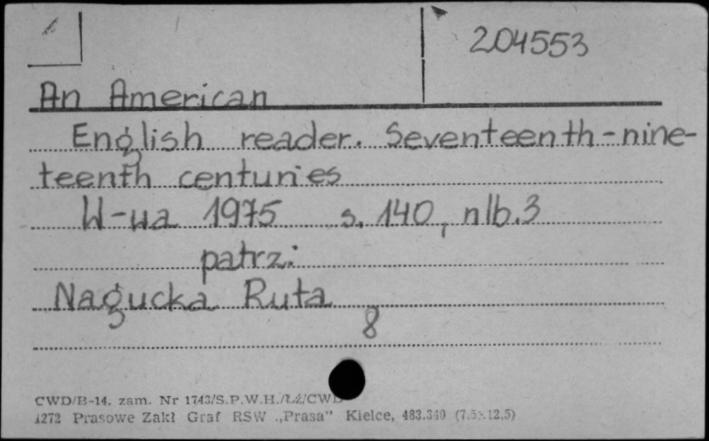 204553
An American
English reader. Seventeenth-nine-
teenth centuries
W-wa 1975 s. 140, nlb. 3
patrz:
Nagucka Ruta
8
CWD/B-14. zam. Nr 1743/S.P.W.H./Łź/CWD
1272 Prasowe Zakł Graf RSW „Prasa" Kielce, 483.340 (7.5×12.5)